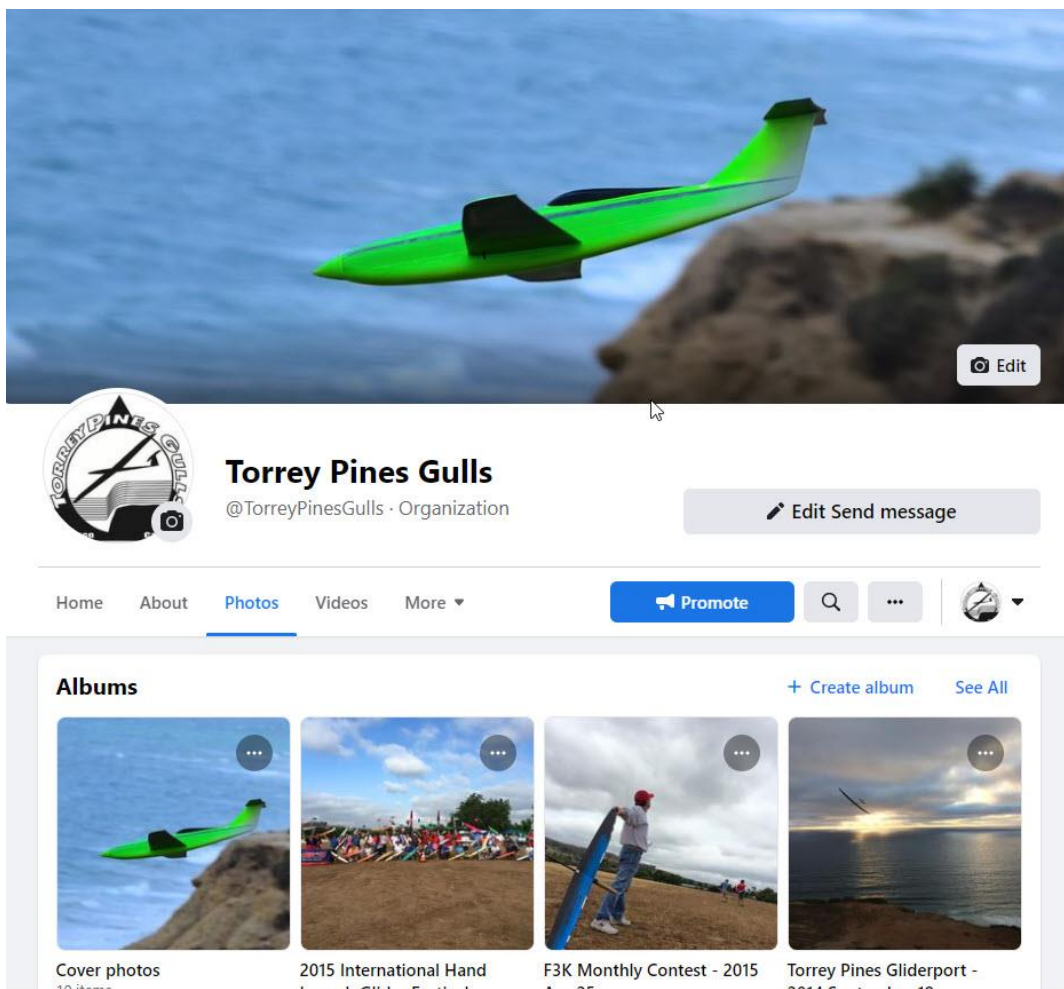 Edit
TORREY PINES GULLS
Torrey Pines Gulls
@TorreyPinesGulls · Organization
Edit Send message
Home About Photos Videos More
Promote
Albums
+ Create album See All
Cover photos
2015 International Hand
F3K Monthly Contest - 2015
Torrey Pines Gliderport -